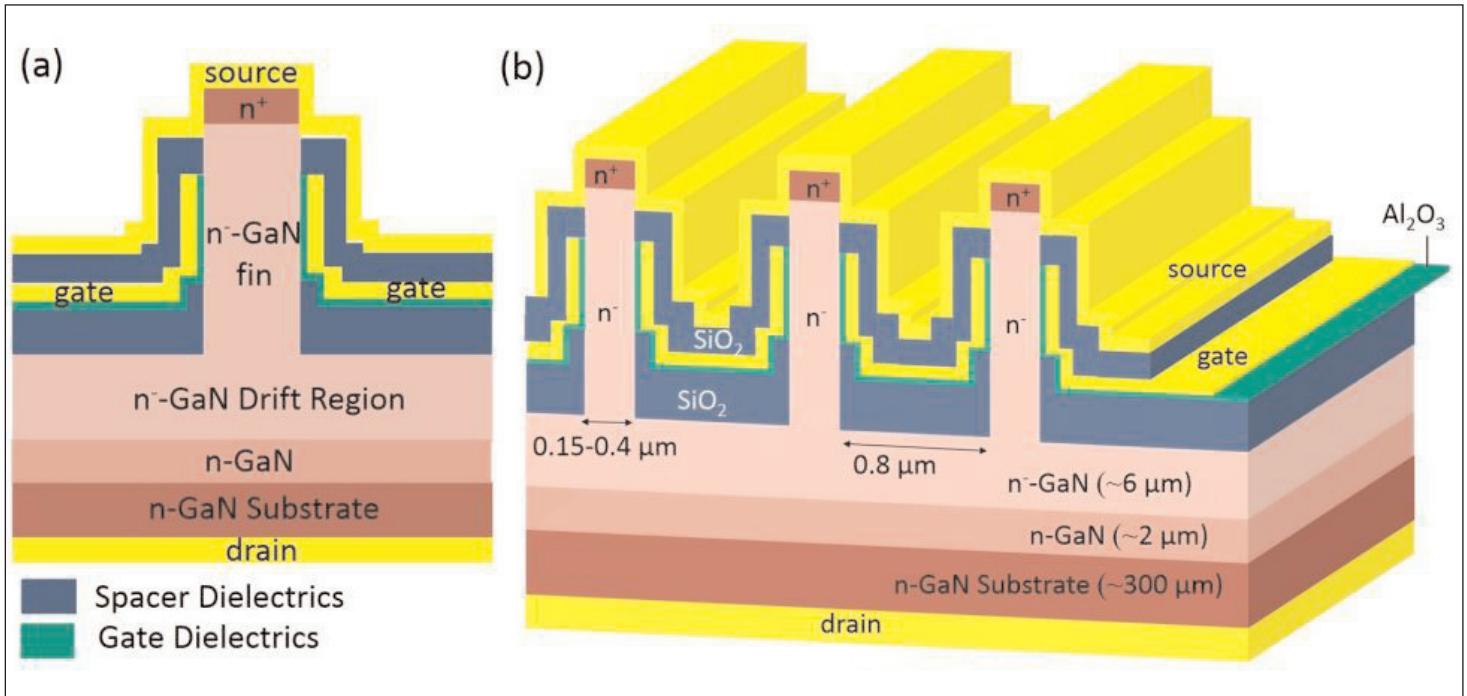 (a)
source
n⁺
n⁻-GaN
fin
gate
gate
n⁻-GaN Drift Region
n-GaN
n-GaN Substrate
drain
Spacer Dielectrics
Gate Dielectrics
(b)
n⁺
n⁺
n⁺
Al₂O₃
source
n⁻
n⁻
n⁻
SiO₂
gate
SiO₂
0.15-0.4 µm
0.8 µm
n⁻-GaN (~6 µm)
n-GaN (~2 µm)
n-GaN Substrate (~300 µm)
drain